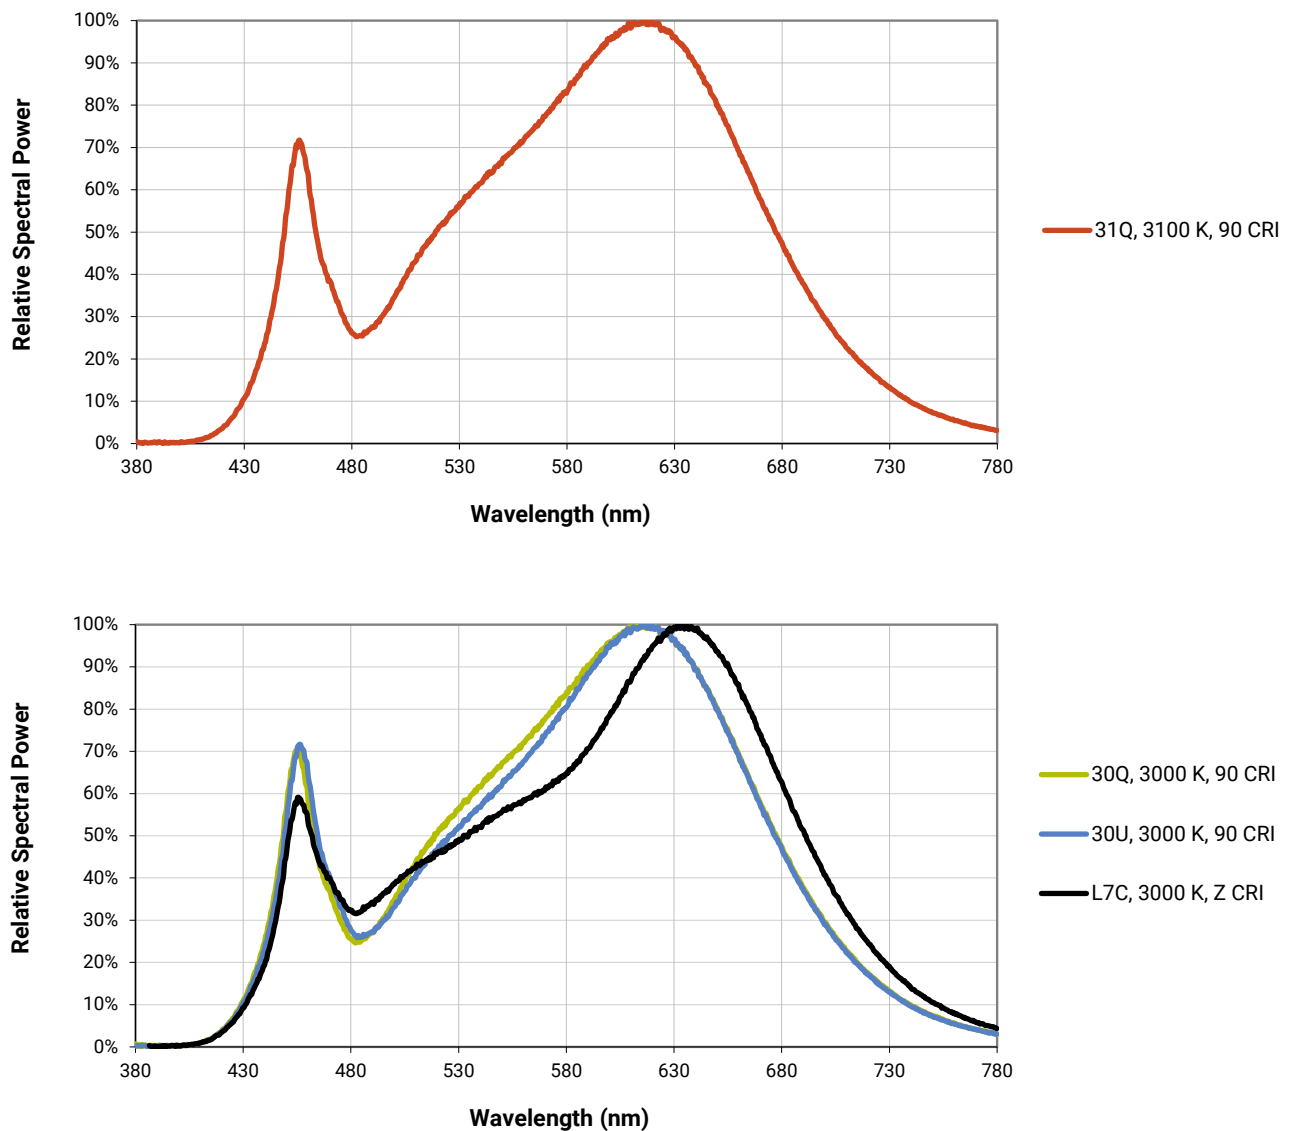 100%
90%
80%
70%
60%
50%
40%
30%
20%
10%
0%
Relative Spectral Power
380 430 480 530 580 630 680 730 780
Wavelength (nm)
31Q, 3100 K, 90 CRI
100%
90%
80%
70%
60%
50%
40%
30%
20%
10%
0%
Relative Spectral Power
380 430 480 530 580 630 680 730 780
Wavelength (nm)
30Q, 3000 K, 90 CRI
30U, 3000 K, 90 CRI
L7C, 3000 K, Z CRI